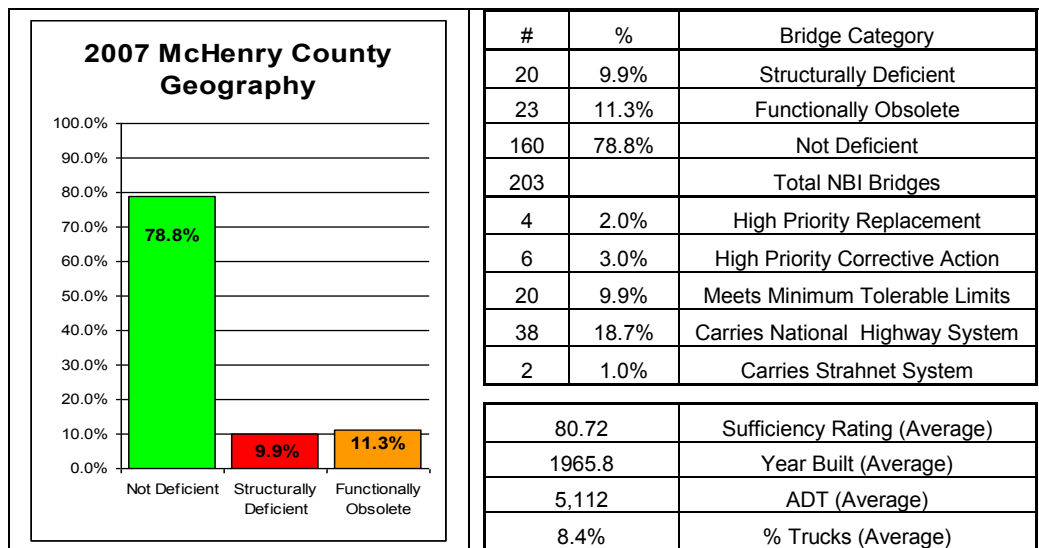 2007 McHenry County
Geography
100.0%
90.0%
80.0%
70.0%
60.0%
50.0%
40.0%
30.0%
20.0%
10.0%
0.0%
78.8%
9.9%
11.3%
Not Deficient
Structurally
Deficient
Functionally
Obsolete
# % Bridge Category
20 9.9% Structurally Deficient
23 11.3% Functionally Obsolete
160 78.8% Not Deficient
203 Total NBI Bridges
4 2.0% High Priority Replacement
6 3.0% High Priority Corrective Action
20 9.9% Meets Minimum Tolerable Limits
38 18.7% Carries National Highway System
2 1.0% Carries Strahnet System
80.72 Sufficiency Rating (Average)
1965.8 Year Built (Average)
5,112 ADT (Average)
8.4% % Trucks (Average)